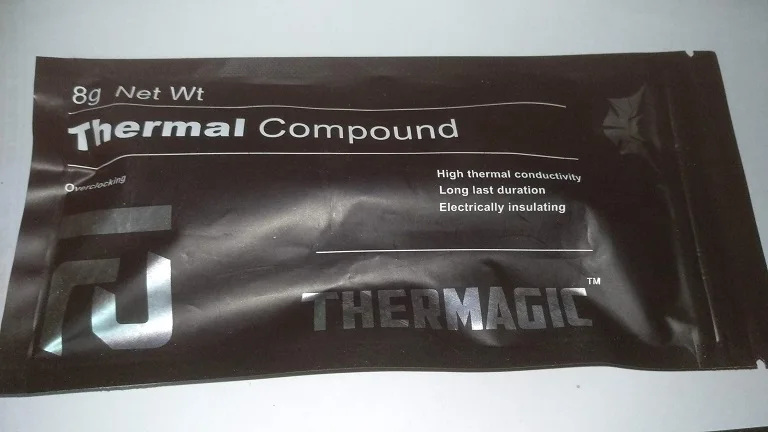 8g Net Wt
Thermal Compound
Overclocking
High thermal conductivity
Long last duration
Electrically insulating
THERMAGIC™